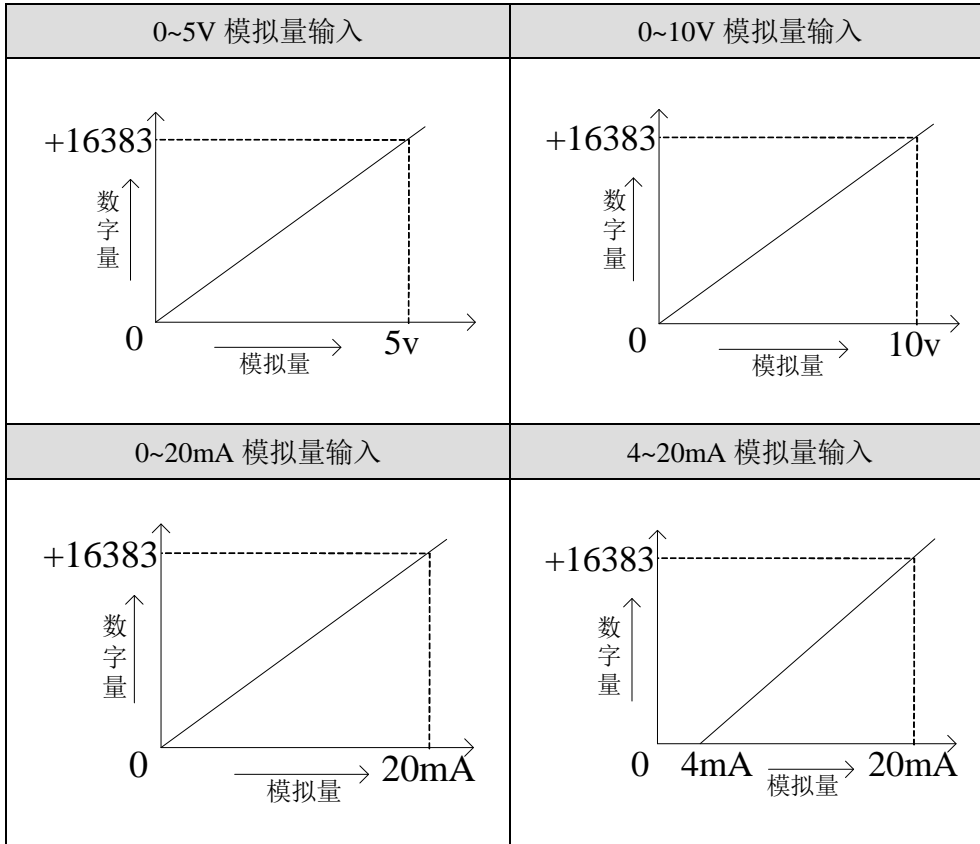 0~5V 模拟量输入
0~10V 模拟量输入
+16383
数字量
0
模拟量
5v
+16383
数字量
0
模拟量
10v
0~20mA 模拟量输入
4~20mA 模拟量输入
+16383
数字量
0
模拟量
20mA
+16383
数字量
0
4mA
模拟量
20mA